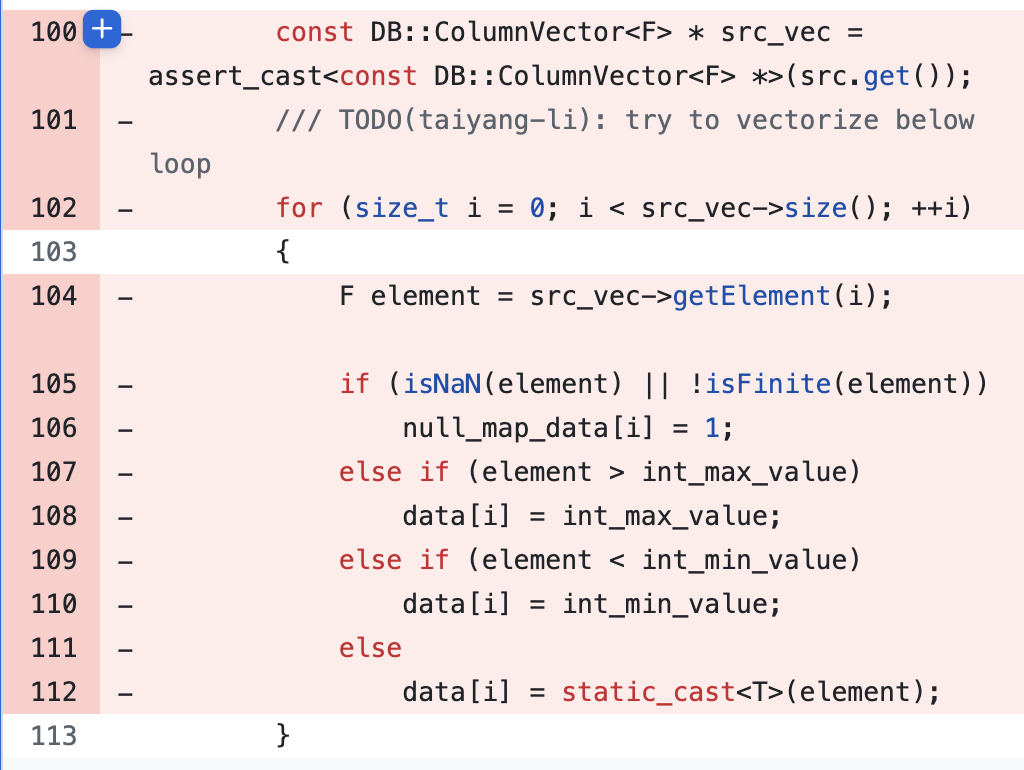 100 + − const DB::ColumnVector<F> * src_vec =
assert_cast<const DB::ColumnVector<F> *>(src.get());
101 − /// TODO(taiyang-li): try to vectorize below
loop
102 − for (size_t i = 0; i < src_vec->size(); ++i)
103 {
104 − F element = src_vec->getElement(i);
105 − if (isNaN(element) || !isFinite(element))
106 − null_map_data[i] = 1;
107 − else if (element > int_max_value)
108 − data[i] = int_max_value;
109 − else if (element < int_min_value)
110 − data[i] = int_min_value;
111 − else
112 − data[i] = static_cast<T>(element);
113 }